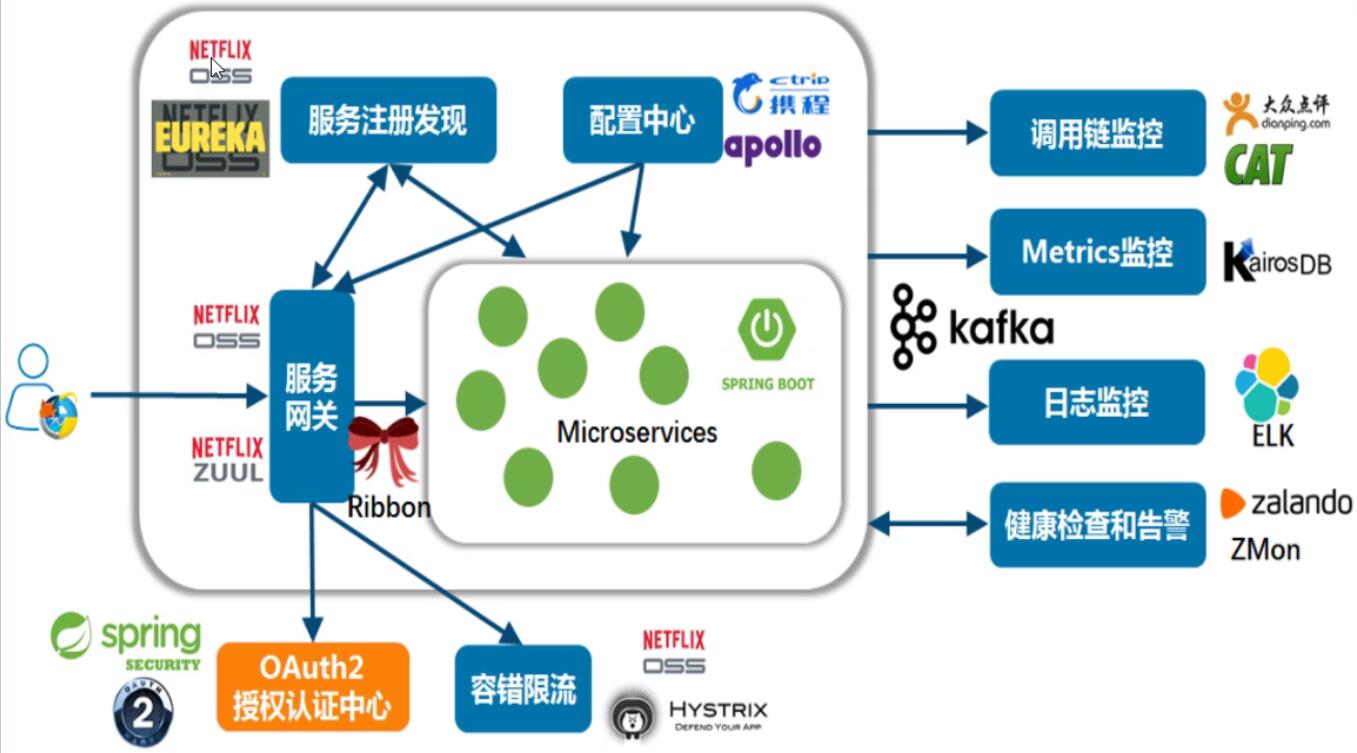 NETFLIX
OSS
NETFLIX
EUREKA
OSS
服务注册发现
配置中心
ctrip
携程
apollo
调用链监控
大众点评
dianping.com
CAT
Metrics监控
KairosDB
kafka
NETFLIX
OSS
服务
网关
NETFLIX
ZUUL
Ribbon
SPRING BOOT
Microservices
日志监控
ELK
健康检查和告警
zalando
ZMon
spring
SECURITY
OAUTH
2
OAuth2
授权认证中心
容错限流
NETFLIX
OSS
HYSTRIX
DEFEND YOUR APP